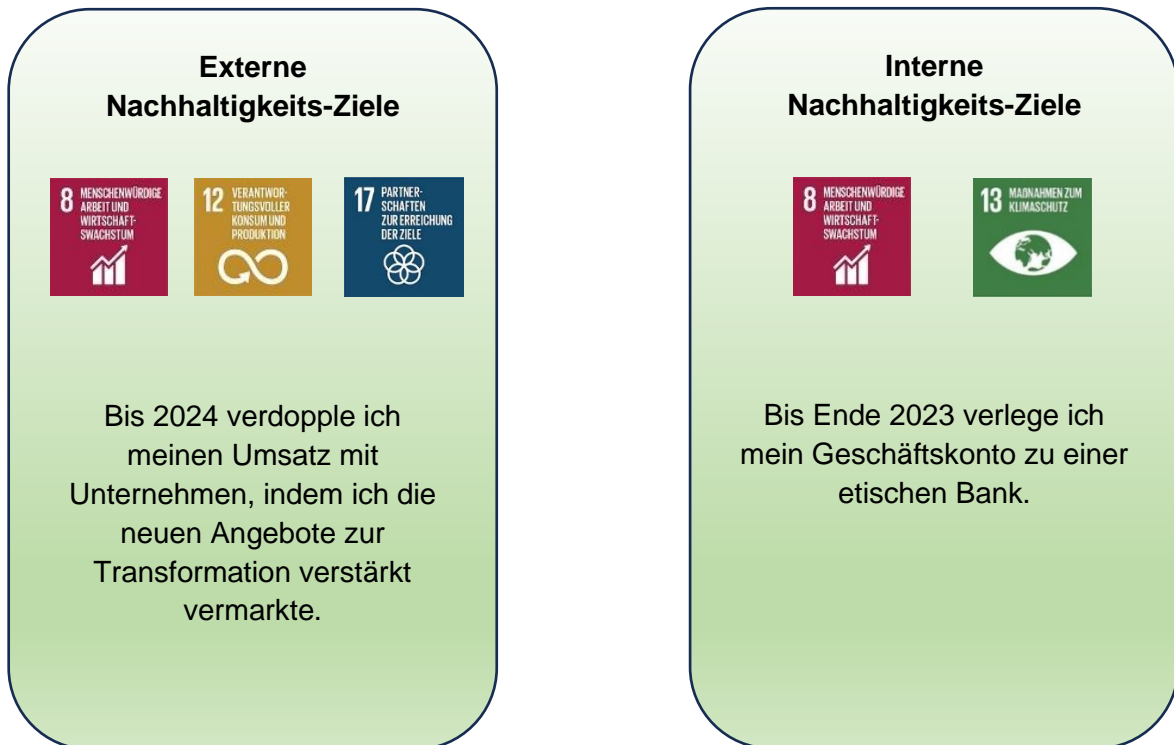 Externe
Nachhaltigkeits-Ziele
8 MENSCHENWÜRDIGE
ARBEIT UND
WIRTSCHAFT-
SWACHSTUM
12 VERANTWOR-
TUNGSVOLLER
KONSUM UND
PRODUKTION
17 PARTNER-
SCHAFTEN
ZUR ERREICHUNG
DER ZIELE
Bis 2024 verdopple ich
meinen Umsatz mit
Unternehmen, indem ich die
neuen Angebote zur
Transformation verstärkt
vermarkte.
Interne
Nachhaltigkeits-Ziele
8 MENSCHENWÜRDIGE
ARBEIT UND
WIRTSCHAFT-
SWACHSTUM
13 MAẞNAHMEN ZUM
KLIMASCHUTZ
Bis Ende 2023 verlege ich
mein Geschäftskonto zu einer
etischen Bank.